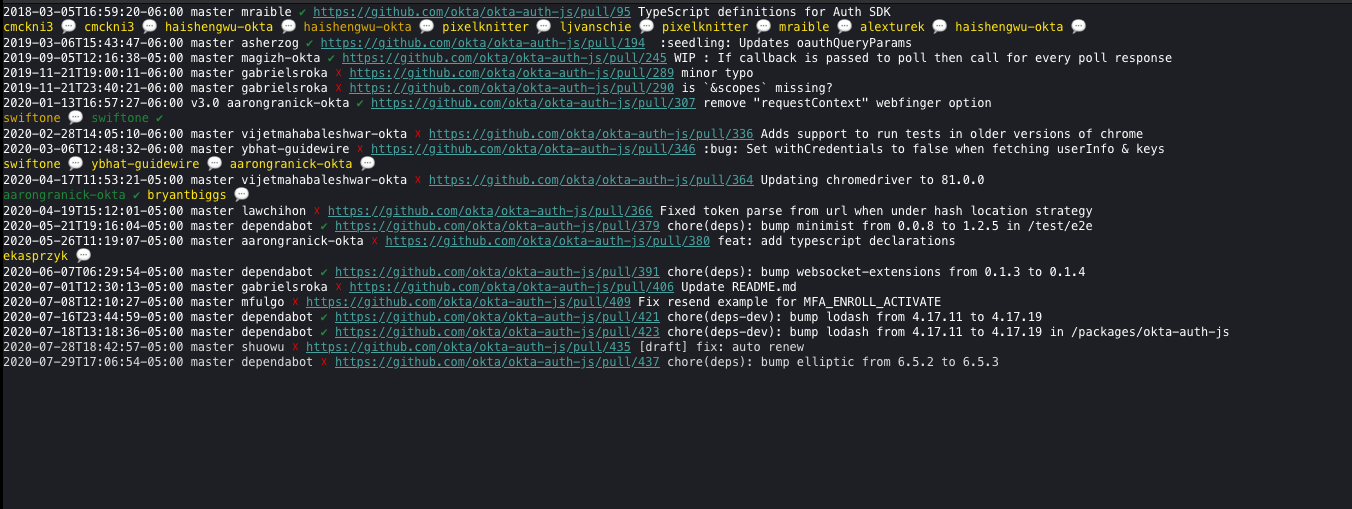 2018-03-05T16:59:20-06:00 master mraible ✔ https://github.com/okta/okta-auth-js/pull/95 TypeScript definitions for Auth SDK
cmckni3 💬 cmckni3 💬 haishengwu-okta 💬 haishengwu-okta 💬 pixelknitter 💬 ljvanschie 💬 pixelknitter 💬 mraible 💬 alexturek 💬 haishengwu-okta 💬
2019-03-06T15:43:47-06:00 master asherzog ✔ https://github.com/okta/okta-auth-js/pull/194 :seedling: Updates oauthQueryParams
2019-09-05T12:16:38-05:00 master magizh-okta ✔ https://github.com/okta/okta-auth-js/pull/245 WIP : If callback is passed to poll then call for every poll response
2019-11-21T19:00:11-06:00 master gabrielsroka ✗ https://github.com/okta/okta-auth-js/pull/289 minor typo
2019-11-21T23:40:21-06:00 master gabrielsroka ✗ https://github.com/okta/okta-auth-js/pull/290 is `&scopes` missing?
2020-01-13T16:57:27-06:00 v3.0 aarongranick-okta ✔ https://github.com/okta/okta-auth-js/pull/307 remove "requestContext" webfinger option
swiftone 💬 swiftone ✔
2020-02-28T14:05:10-06:00 master vijetmahabaleshwar-okta ✗ https://github.com/okta/okta-auth-js/pull/336 Adds support to run tests in older versions of chrome
2020-03-06T12:48:32-06:00 master ybhat-guidewire ✗ https://github.com/okta/okta-auth-js/pull/346 :bug: Set withCredentials to false when fetching userInfo & keys
swiftone 💬 ybhat-guidewire 💬 aarongranick-okta 💬
2020-04-17T11:53:21-05:00 master vijetmahabaleshwar-okta ✗ https://github.com/okta/okta-auth-js/pull/364 Updating chromedriver to 81.0.0
aarongranick-okta ✔ bryantbiggs 💬
2020-04-19T15:12:01-05:00 master lawchihon ✗ https://github.com/okta/okta-auth-js/pull/366 Fixed token parse from url when under hash location strategy
2020-05-21T19:16:04-05:00 master dependabot ✔ https://github.com/okta/okta-auth-js/pull/379 chore(deps): bump minimist from 0.0.8 to 1.2.5 in /test/e2e
2020-05-26T11:19:07-05:00 master aarongranick-okta ✗ https://github.com/okta/okta-auth-js/pull/380 feat: add typescript declarations
ekasprzyk 💬
2020-06-07T06:29:54-05:00 master dependabot ✔ https://github.com/okta/okta-auth-js/pull/391 chore(deps): bump websocket-extensions from 0.1.3 to 0.1.4
2020-07-01T12:30:13-05:00 master gabrielsroka ✗ https://github.com/okta/okta-auth-js/pull/406 Update README.md
2020-07-08T12:10:27-05:00 master mfulgo ✗ https://github.com/okta/okta-auth-js/pull/409 Fix resend example for MFA_ENROLL_ACTIVATE
2020-07-16T23:44:59-05:00 master dependabot ✔ https://github.com/okta/okta-auth-js/pull/421 chore(deps-dev): bump lodash from 4.17.11 to 4.17.19
2020-07-18T13:18:36-05:00 master dependabot ✔ https://github.com/okta/okta-auth-js/pull/423 chore(deps-dev): bump lodash from 4.17.11 to 4.17.19 in /packages/okta-auth-js
2020-07-28T18:42:57-05:00 master shuowu ✗ https://github.com/okta/okta-auth-js/pull/435 [draft] fix: auto renew
2020-07-29T17:06:54-05:00 master dependabot ✗ https://github.com/okta/okta-auth-js/pull/437 chore(deps): bump elliptic from 6.5.2 to 6.5.3